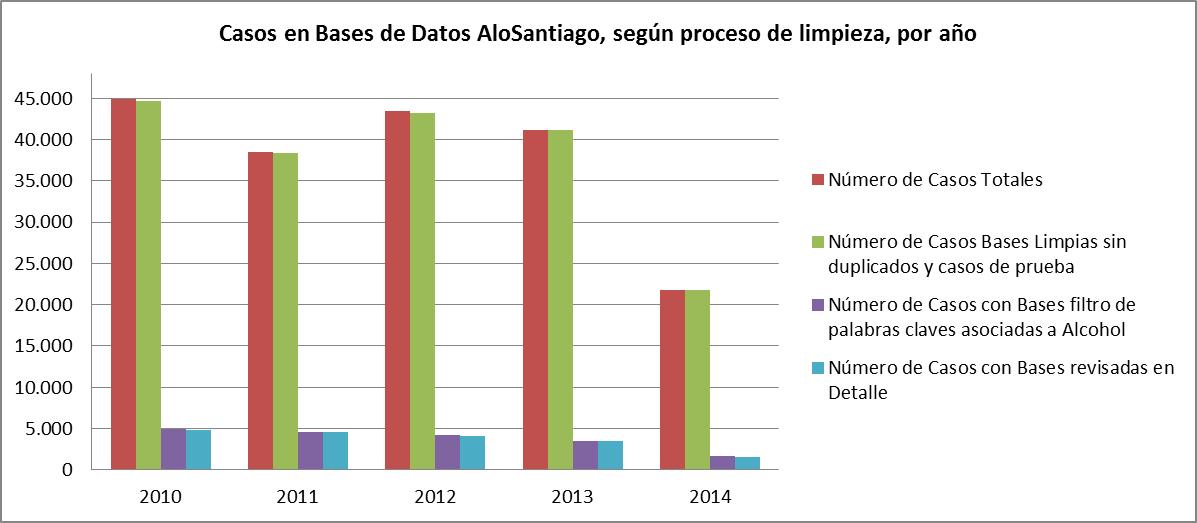 Casos en Bases de Datos AloSantiago, según proceso de limpieza, por año
45.000
40.000
35.000
30.000
25.000
20.000
15.000
10.000
5.000
0
2010 2011 2012 2013 2014
Número de Casos Totales
Número de Casos Bases Limpias sin
duplicados y casos de prueba
Número de Casos con Bases filtro de
palabras claves asociadas a Alcohol
Número de Casos con Bases revisadas en
Detalle